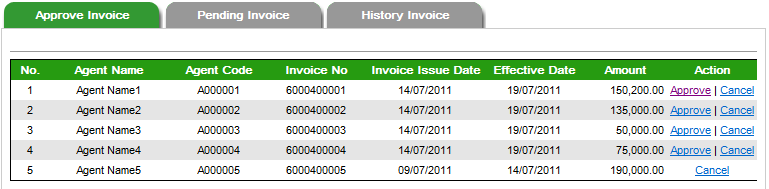 Approve Invoice Pending Invoice History Invoice
No. Agent Name Agent Code Invoice No Invoice Issue Date Effective Date Amount Action
1 Agent Name1 A000001 6000400001 14/07/2011 19/07/2011 150,200.00 Approve | Cancel
2 Agent Name2 A000002 6000400002 14/07/2011 19/07/2011 135,000.00 Approve | Cancel
3 Agent Name3 A000003 6000400003 14/07/2011 19/07/2011 50,000.00 Approve | Cancel
4 Agent Name4 A000004 6000400004 14/07/2011 19/07/2011 75,000.00 Approve | Cancel
5 Agent Name5 A000005 6000400005 09/07/2011 14/07/2011 190,000.00 Cancel